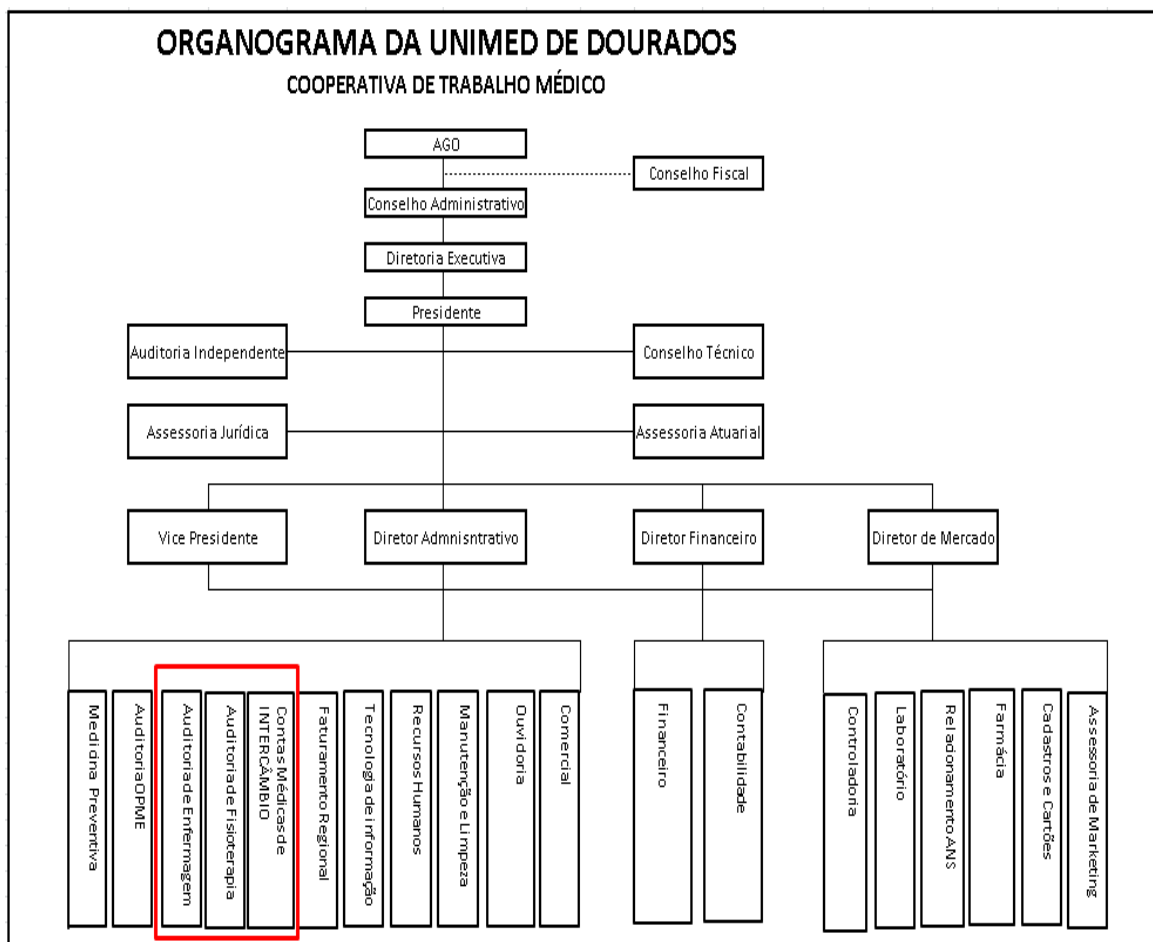 ORGANOGRAMA DA UNIMED DE DOURADOS
COOPERATIVA DE TRABALHO MÉDICO
AGO
Conselho Fiscal
Conselho Administrativo
Diretoria Executiva
Presidente
Auditoria Independente
Conselho Técnico
Assessoria Jurídica
Assessoria Atuarial
Vice Presidente
Diretor Admnisntrativo
Diretor Financeiro
Diretor de Mercado
Medicina Preventiva
Auditoria OPME
Auditoria de Enfermagem
Auditoria de Fisioterapia
Contas Médicas de
INTERCÂMBIO
Faturamento Regional
Tecnologia de informação
Recursos Humanos
Manutenção e Limpeza
Ouvidoria
Comercial
Financeiro
Contabilidade
Controladoria
Laboratório
Relacionamento ANS
Farmácia
Cadastros e Cartões
Assessoria de Marketing